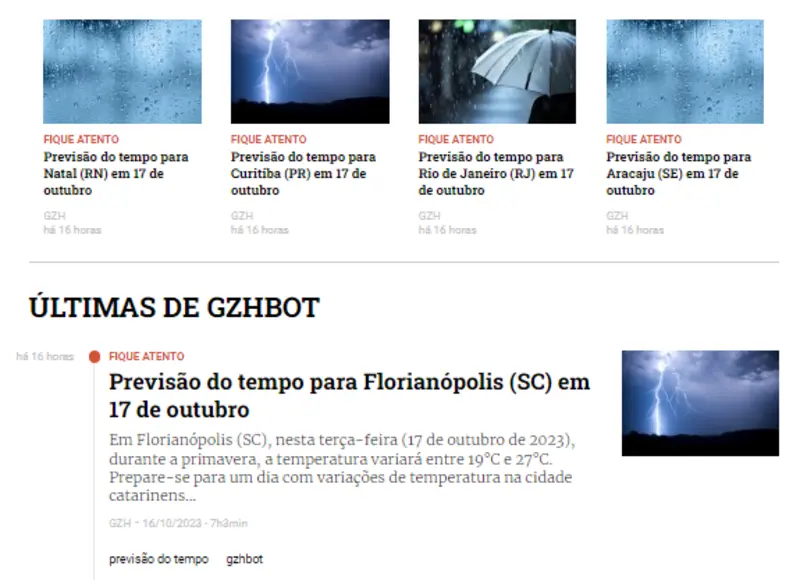 FIQUE ATENTO
Previsão do tempo para
Natal (RN) em 17 de
outubro
GZH
há 16 horas
FIQUE ATENTO
Previsão do tempo para
Curitiba (PR) em 17 de
outubro
GZH
há 16 horas
FIQUE ATENTO
Previsão do tempo para
Rio de Janeiro (RJ) em 17
de outubro
GZH
há 16 horas
FIQUE ATENTO
Previsão do tempo para
Aracaju (SE) em 17 de
outubro
GZH
há 16 horas
ÚLTIMAS DE GZHBOT
há 16 horas
FIQUE ATENTO
Previsão do tempo para Florianópolis (SC) em
17 de outubro
Em Florianópolis (SC), nesta terça-feira (17 de outubro de 2023),
durante a primavera, a temperatura variará entre 19°C e 27°C.
Prepare-se para um dia com variações de temperatura na cidade
catarinens...
GZH - 16/10/2023 - 7h3min
previsão do tempo gzhbot